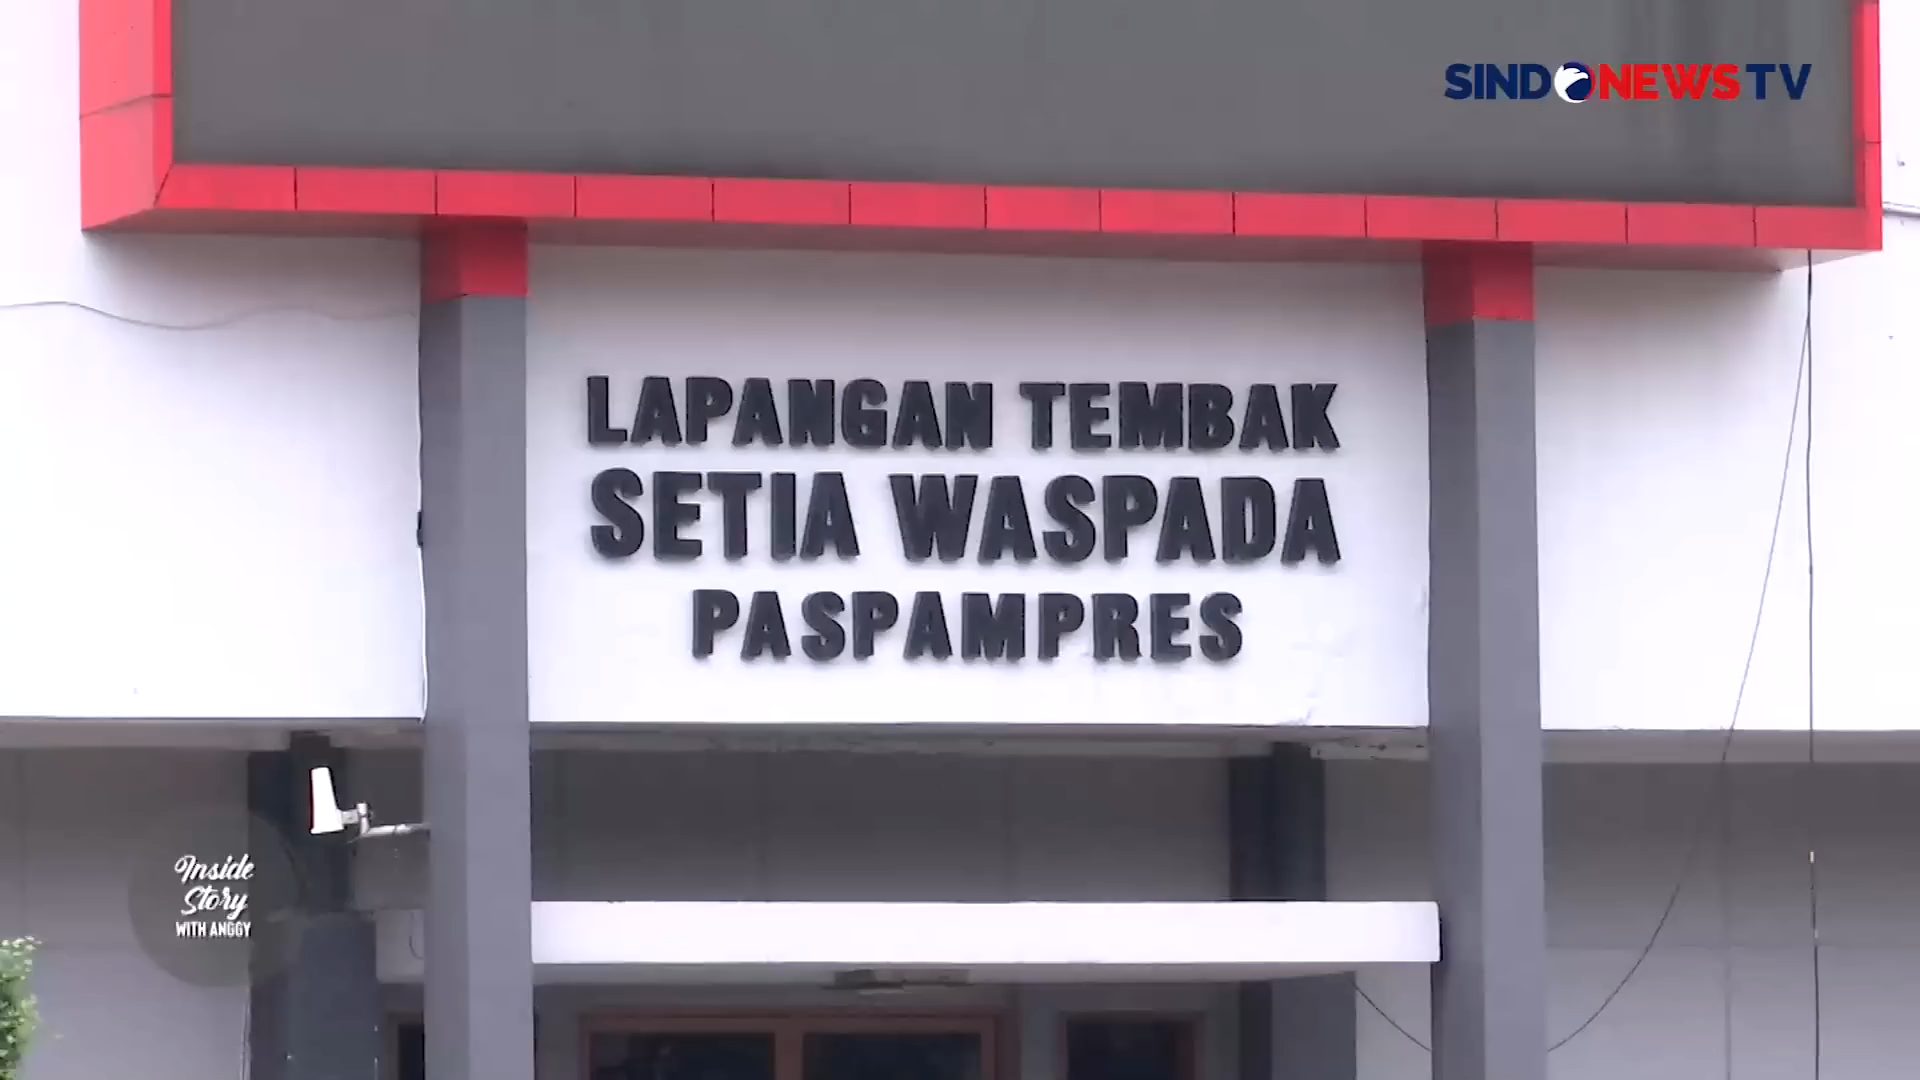 SINDONEWS TV
LAPANGAN TEMBAK
SETIA WASPADA
PASPAMPRES
Inside
Story
WITH ANGGY